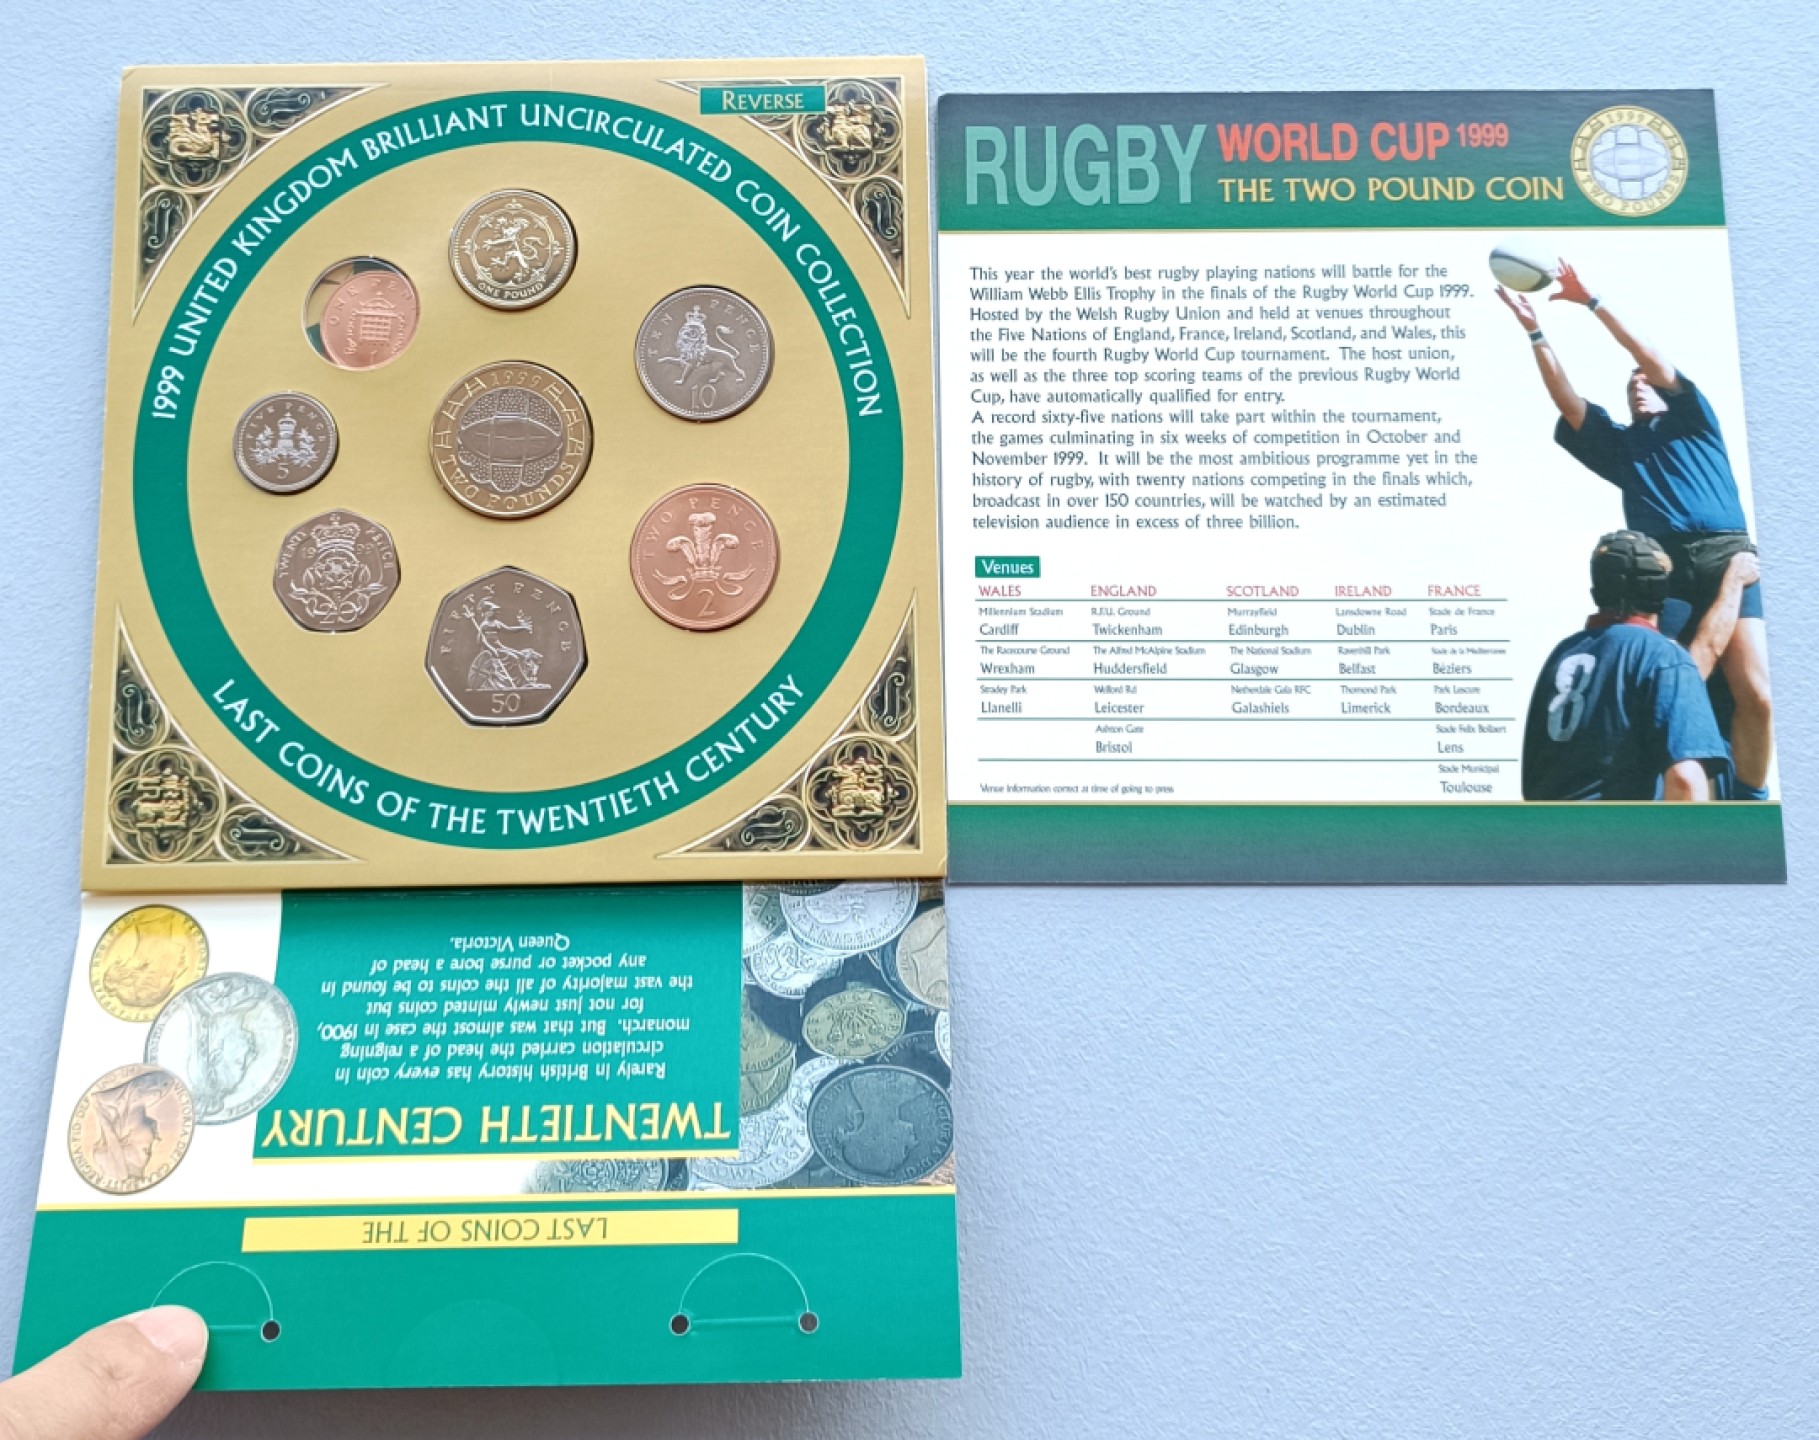 REVERSE
1999 UNITED KINGDOM BRILLIANT UNCIRCULATED COIN COLLECTION
LAST COINS OF THE TWENTIETH CENTURY
ONE POUND
ONE PEN
TEN PENCE
10
1999
TWO POUNDS
FIVE PENCE
5
TWO PENCE
2
TWENTY PENCE
1999
20
FIFTY PENCE
50
RUGBY WORLD CUP 1999
THE TWO POUND COIN
1999
TWO POUNDS
This year the world's best rugby playing nations will battle for the
William Webb Ellis Trophy in the finals of the Rugby World Cup 1999.
Hosted by the Welsh Rugby Union and held at venues throughout
the Five Nations of England, France, Ireland, Scotland, and Wales, this
will be the fourth Rugby World Cup tournament. The host union,
as well as the three top scoring teams of the previous Rugby World
Cup, have automatically qualified for entry.
A record sixty-five nations will take part within the tournament,
the games culminating in six weeks of competition in October and
November 1999. It will be the most ambitious programme yet in the
history of rugby, with twenty nations competing in the finals which,
broadcast in over 150 countries, will be watched by an estimated
television audience in excess of three billion.
Venues
WALES ENGLAND SCOTLAND IRELAND FRANCE
Millennium Stadium R.F.U. Ground Murrayfield Lansdowne Road Stade de France
Cardiff Twickenham Edinburgh Dublin Paris
The Racecourse Ground The Alfred McAlpine Stadium The National Stadium Ravenhill Park Stade de la Méditerranée
Wrexham Huddersfield Glasgow Belfast Béziers
Stradey Park Welford Rd Netherdale Gala RFC Thomond Park Park Lescure
Llanelli Leicester Galashiels Limerick Bordeaux
Ashton Gate Stade Felix Bollaert
Bristol Lens
Stade Municipal
Toulouse
Venue information correct at time of going to press
8
LAST COINS OF THE
TWENTIETH CENTURY
Rarely in British history has every coin in
circulation carried the head of a reigning
monarch. But that was almost the case in 1900,
for not just newly minted coins but
the vast majority of all the coins to be found in
any pocket or purse bore a head of
Queen Victoria.